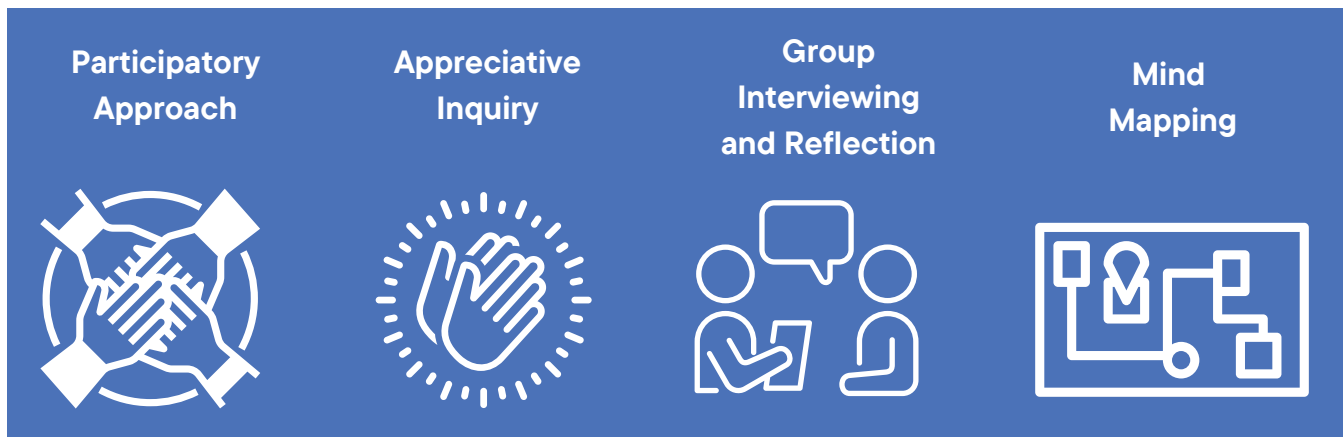 Participatory
Approach
Appreciative
Inquiry
Group
Interviewing
and Reflection
Mind
Mapping